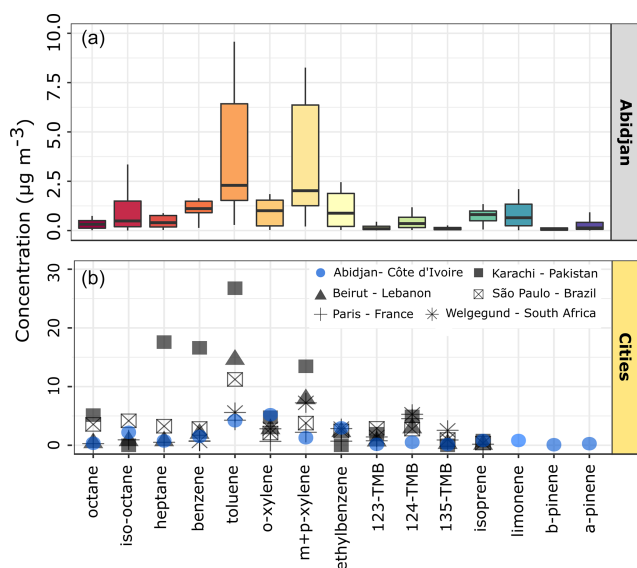 (a)
10.0
7.5
5.0
2.5
0.0
Abidjan
Concentration (µg m⁻³)
(b)
30
20
10
0
Abidjan- Côte d'Ivoire
Karachi - Pakistan
Beirut - Lebanon
São Paulo - Brazil
Paris - France
Welgegund - South Africa
Cities
octane
iso-octane
heptane
benzene
toluene
o-xylene
m+p-xylene
ethylbenzene
123-TMB
124-TMB
135-TMB
isoprene
limonene
b-pinene
a-pinene